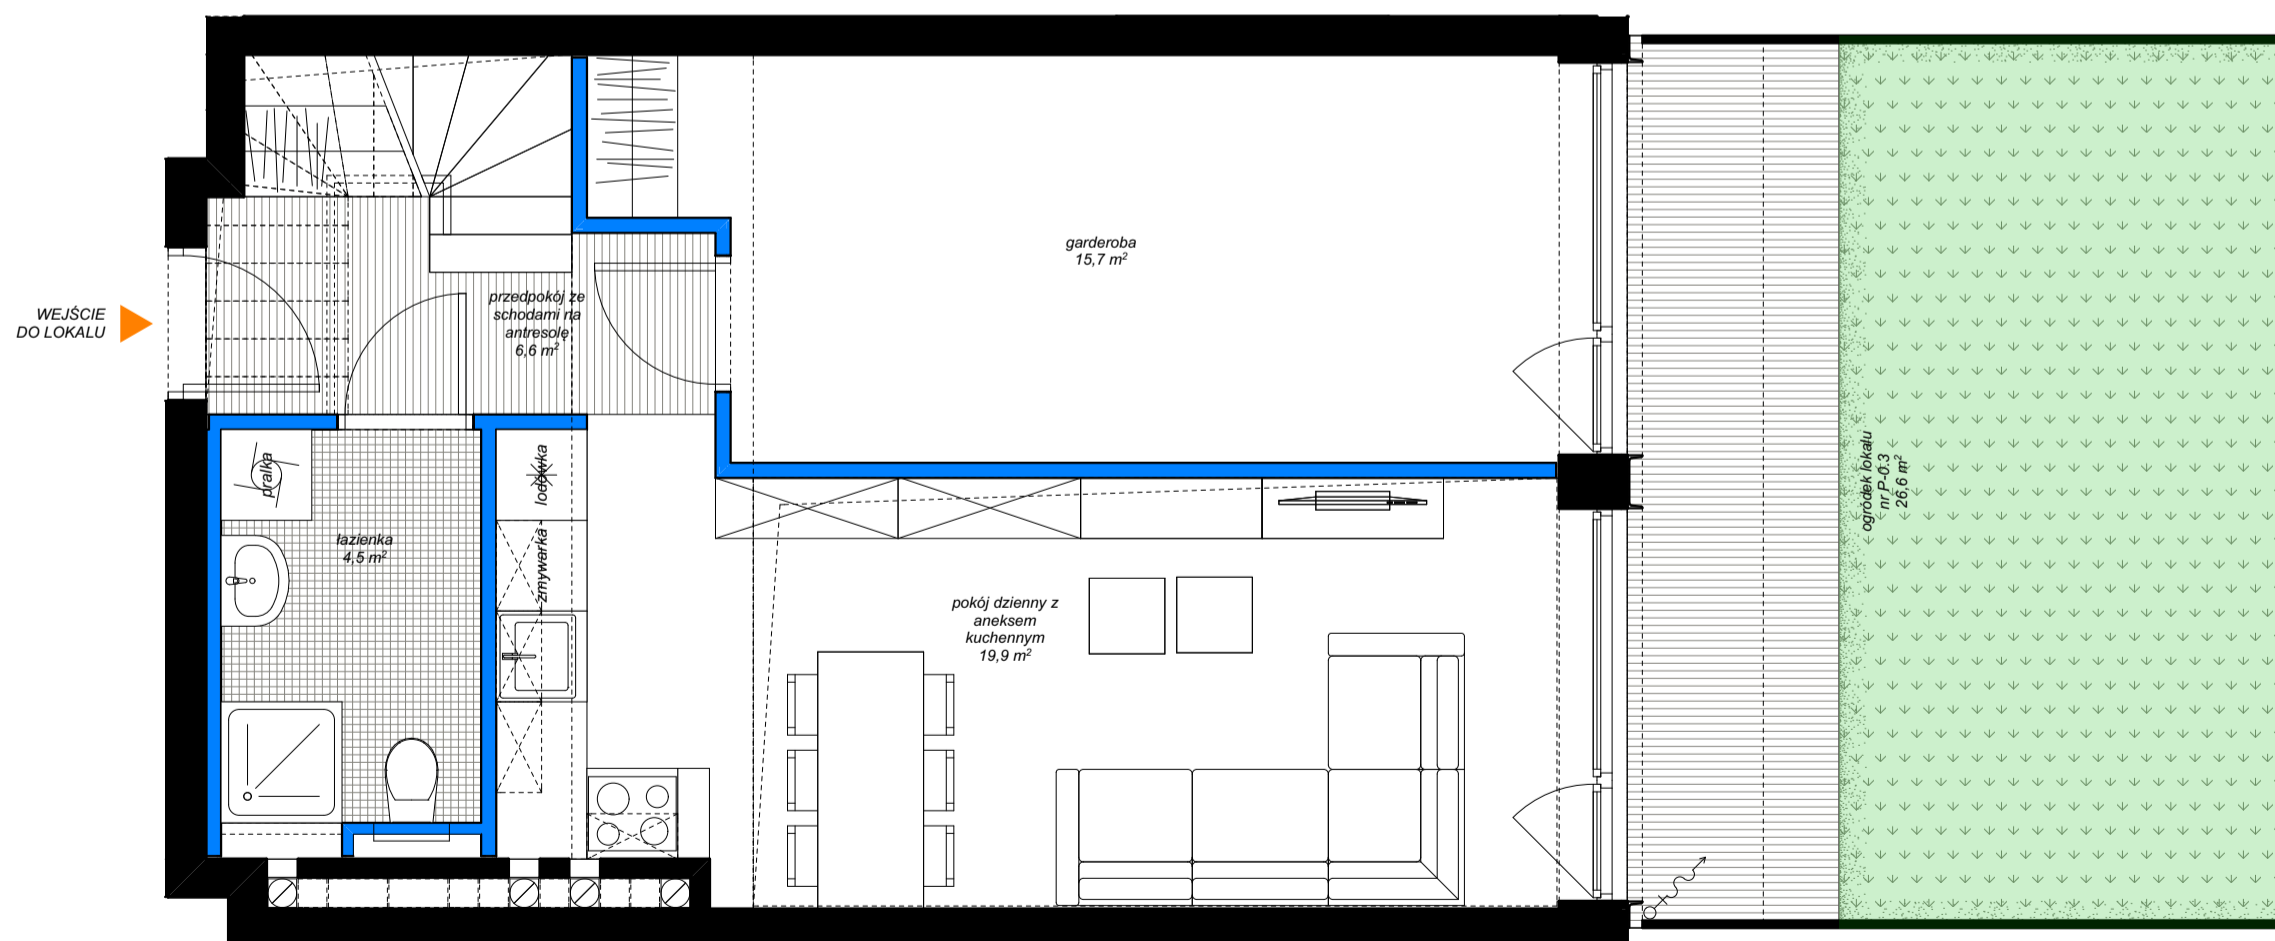 WEJŚCIE
DO LOKALU
przedpokój ze
schodami na
antresolę
6,6 m²
garderoba
15,7 m²
pralka
łazienka
4,5 m²
lodówka
zmywarka
pokój dzienny z
aneksem
kuchennym
19,9 m²
ogródek lokalu
nr P-0.3
26,6 m²